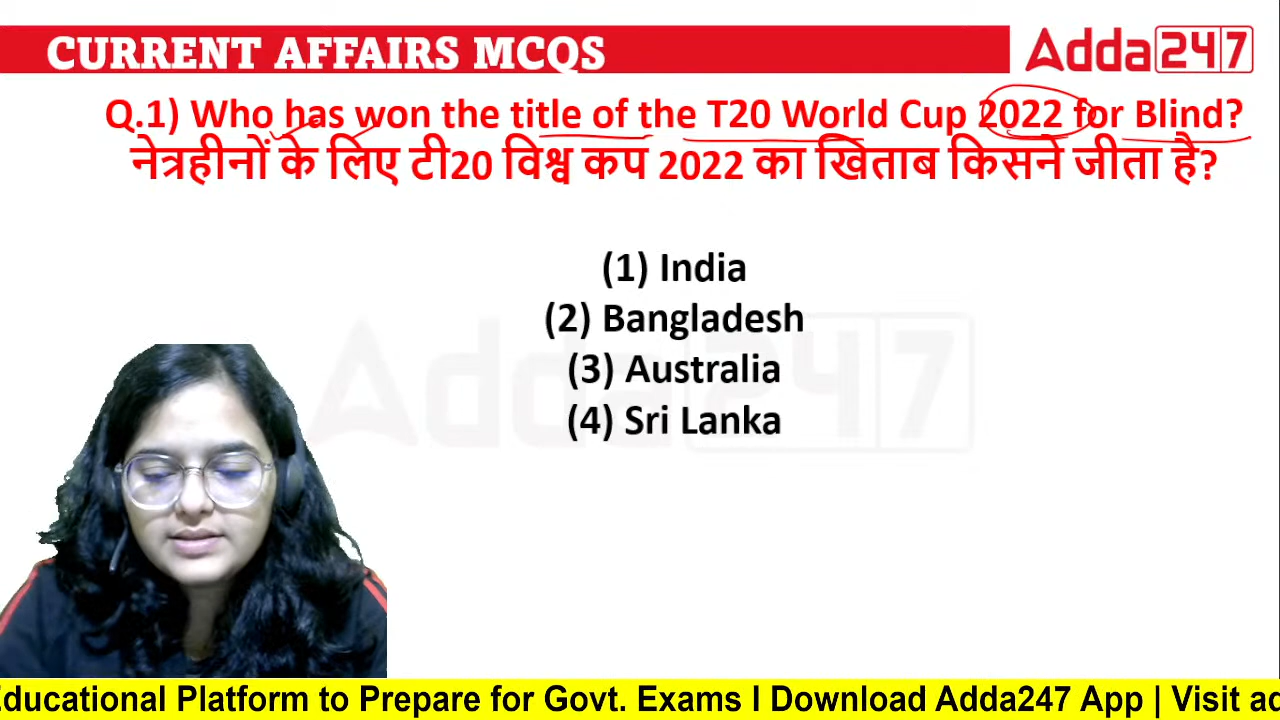 CURRENT AFFAIRS MCQS
Adda247
Q.1) Who has won the title of the T20 World Cup 2022 for Blind?
नेत्रहीनों के लिए टी20 विश्व कप 2022 का खिताब किसने जीता है?
(1) India
(2) Bangladesh
(3) Australia
(4) Sri Lanka
Adda247
Educational Platform to Prepare for Govt. Exams I Download Adda247 App | Visit ad